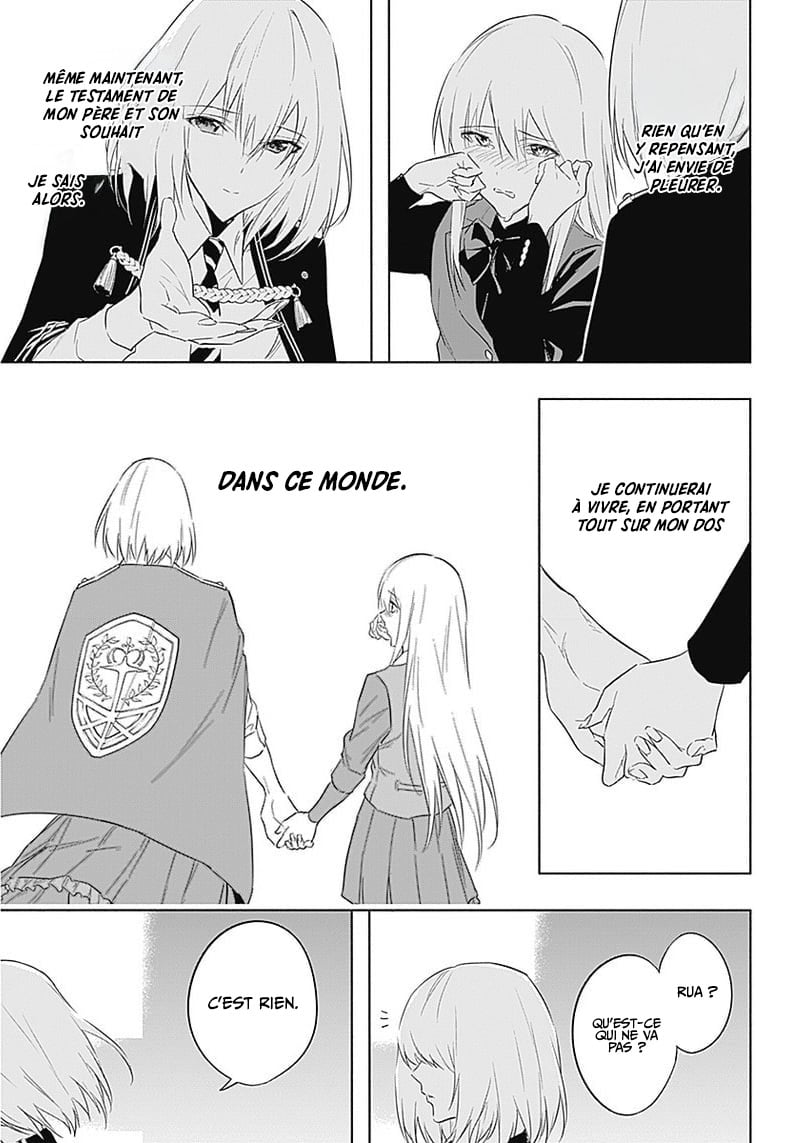 RIEN QU'EN
Y REPENSANT,
J'AI ENVIE DE
PLEURER.
MÊME MAINTENANT,
LE TESTAMENT DE
MON PÈRE ET SON
SOUHAIT
JE SAIS
ALORS.
JE CONTINUERAI
À VIVRE, EN PORTANT
TOUT SUR MON DOS
DANS CE MONDE.
RUA ?
QU'EST-CE
QUI NE VA
PAS ?
C'EST RIEN.